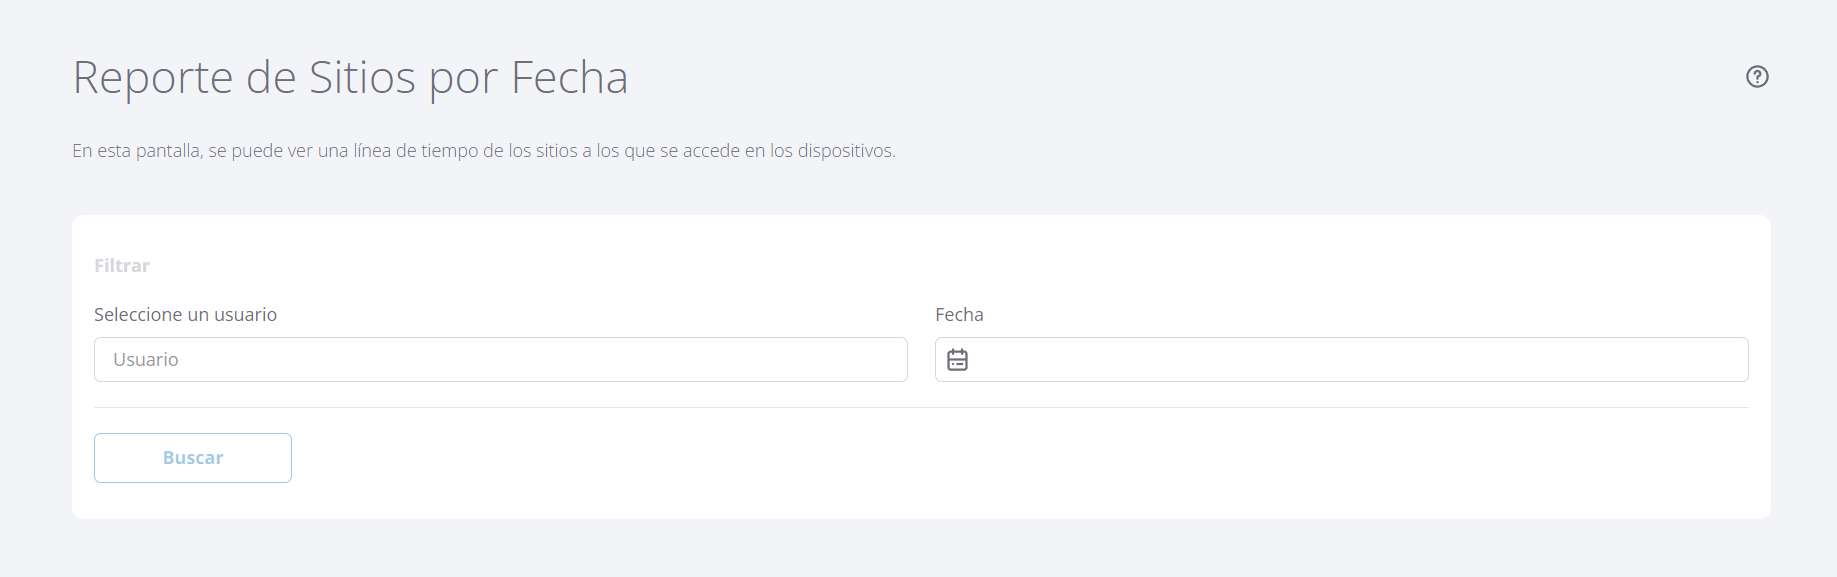 Reporte de Sitios por Fecha
En esta pantalla, se puede ver una línea de tiempo de los sitios a los que se accede en los dispositivos.
Filtrar
Seleccione un usuario
Fecha
Usuario
Buscar